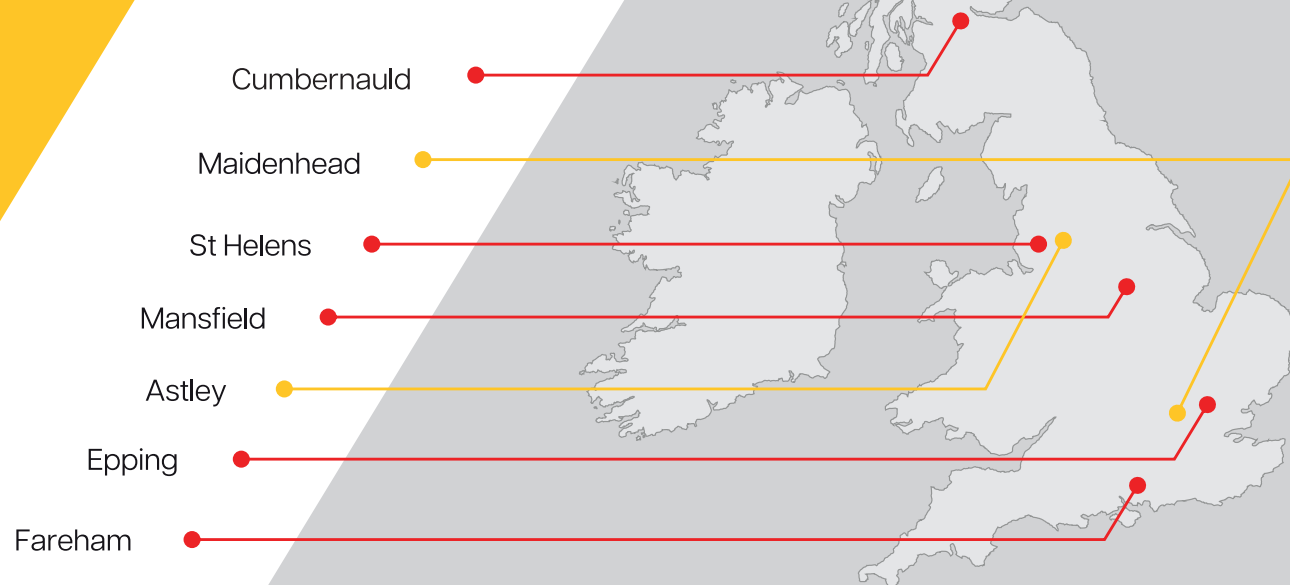 Cumbernauld
Maidenhead
St Helens
Mansfield
Astley
Epping
Fareham